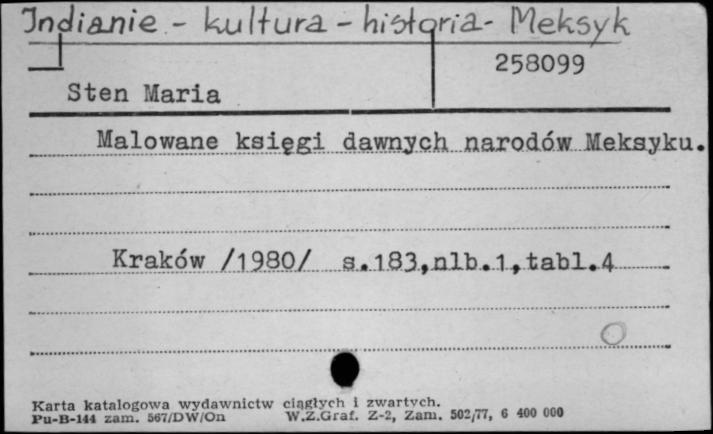 Indianie - kultura - historia - Meksyk
258099
Sten Maria
Malowane księgi dawnych narodów Meksyku.
Kraków /1980/ s.183,nlb.1,tabl.4
Karta katalogowa wydawnictw ciągłych i zwartych.
Pu-B-144 zam. 567/DW/On W.Z.Graf. Z-2, Zam. 502/77, 6 400 000